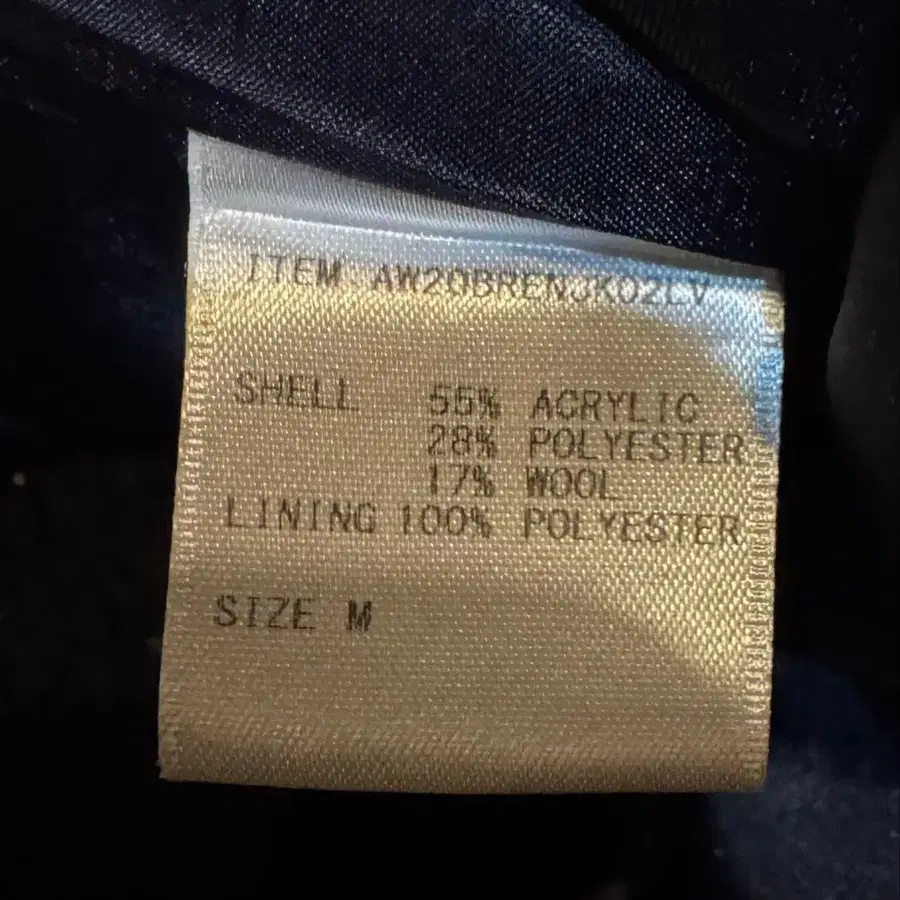 ITEM AW20BRENJK02LV
SHELL 55% ACRYLIC
28% POLYESTER
17% WOOL
LINING 100% POLYESTER
SIZE M